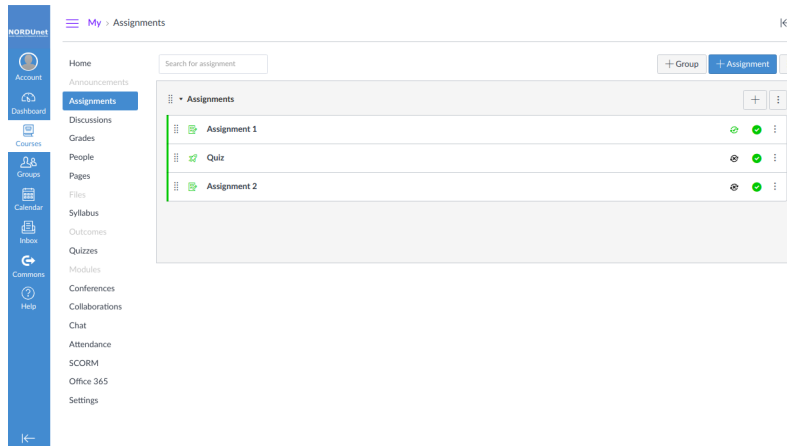 NORDUnet
Account
Dashboard
Courses
Groups
Calendar
Inbox
Commons
Help
My > Assignments
Home
Announcements
Assignments
Discussions
Grades
People
Pages
Files
Syllabus
Outcomes
Quizzes
Modules
Conferences
Collaborations
Chat
Attendance
SCORM
Office 365
Settings
Search for assignment
+ Group
+ Assignment
Assignments
+
Assignment 1
Quiz
Assignment 2